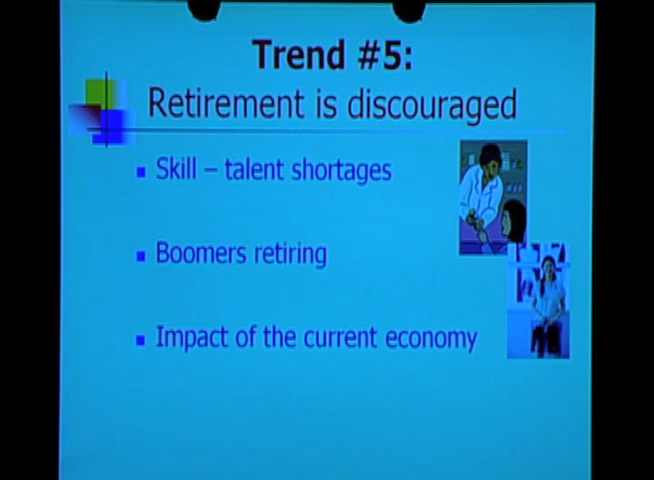 Trend #5:
Retirement is discouraged
Skill – talent shortages
Boomers retiring
Impact of the current economy